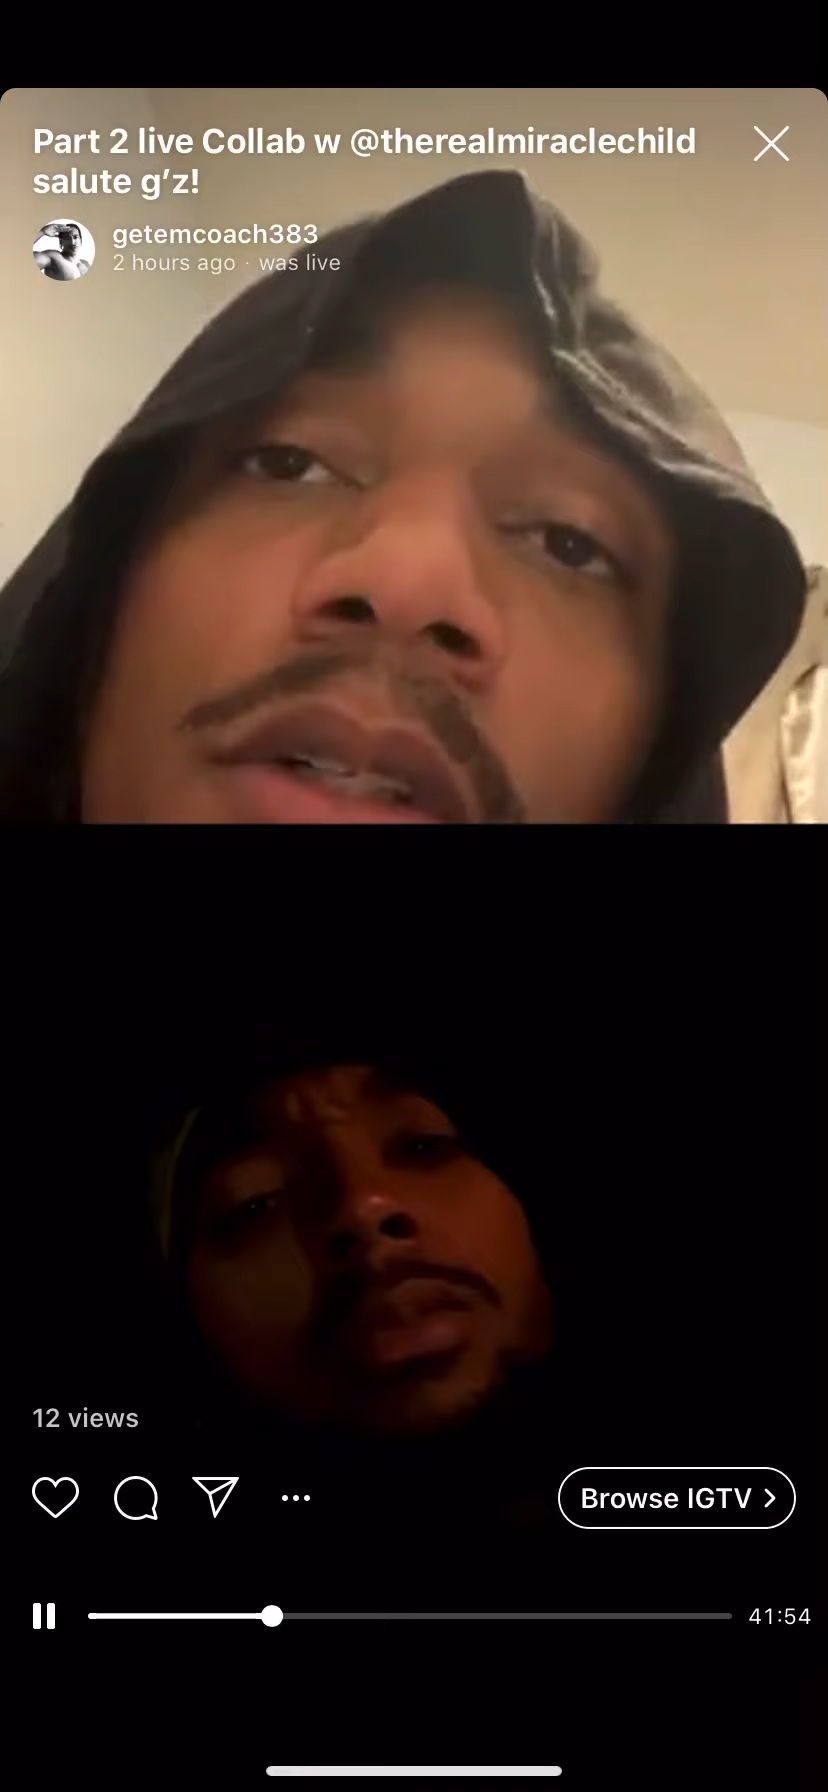 Part 2 live Collab w @therealmiraclechild
salute g’z!
getemcoach383
2 hours ago · was live
12 views
Browse IGTV
41:54